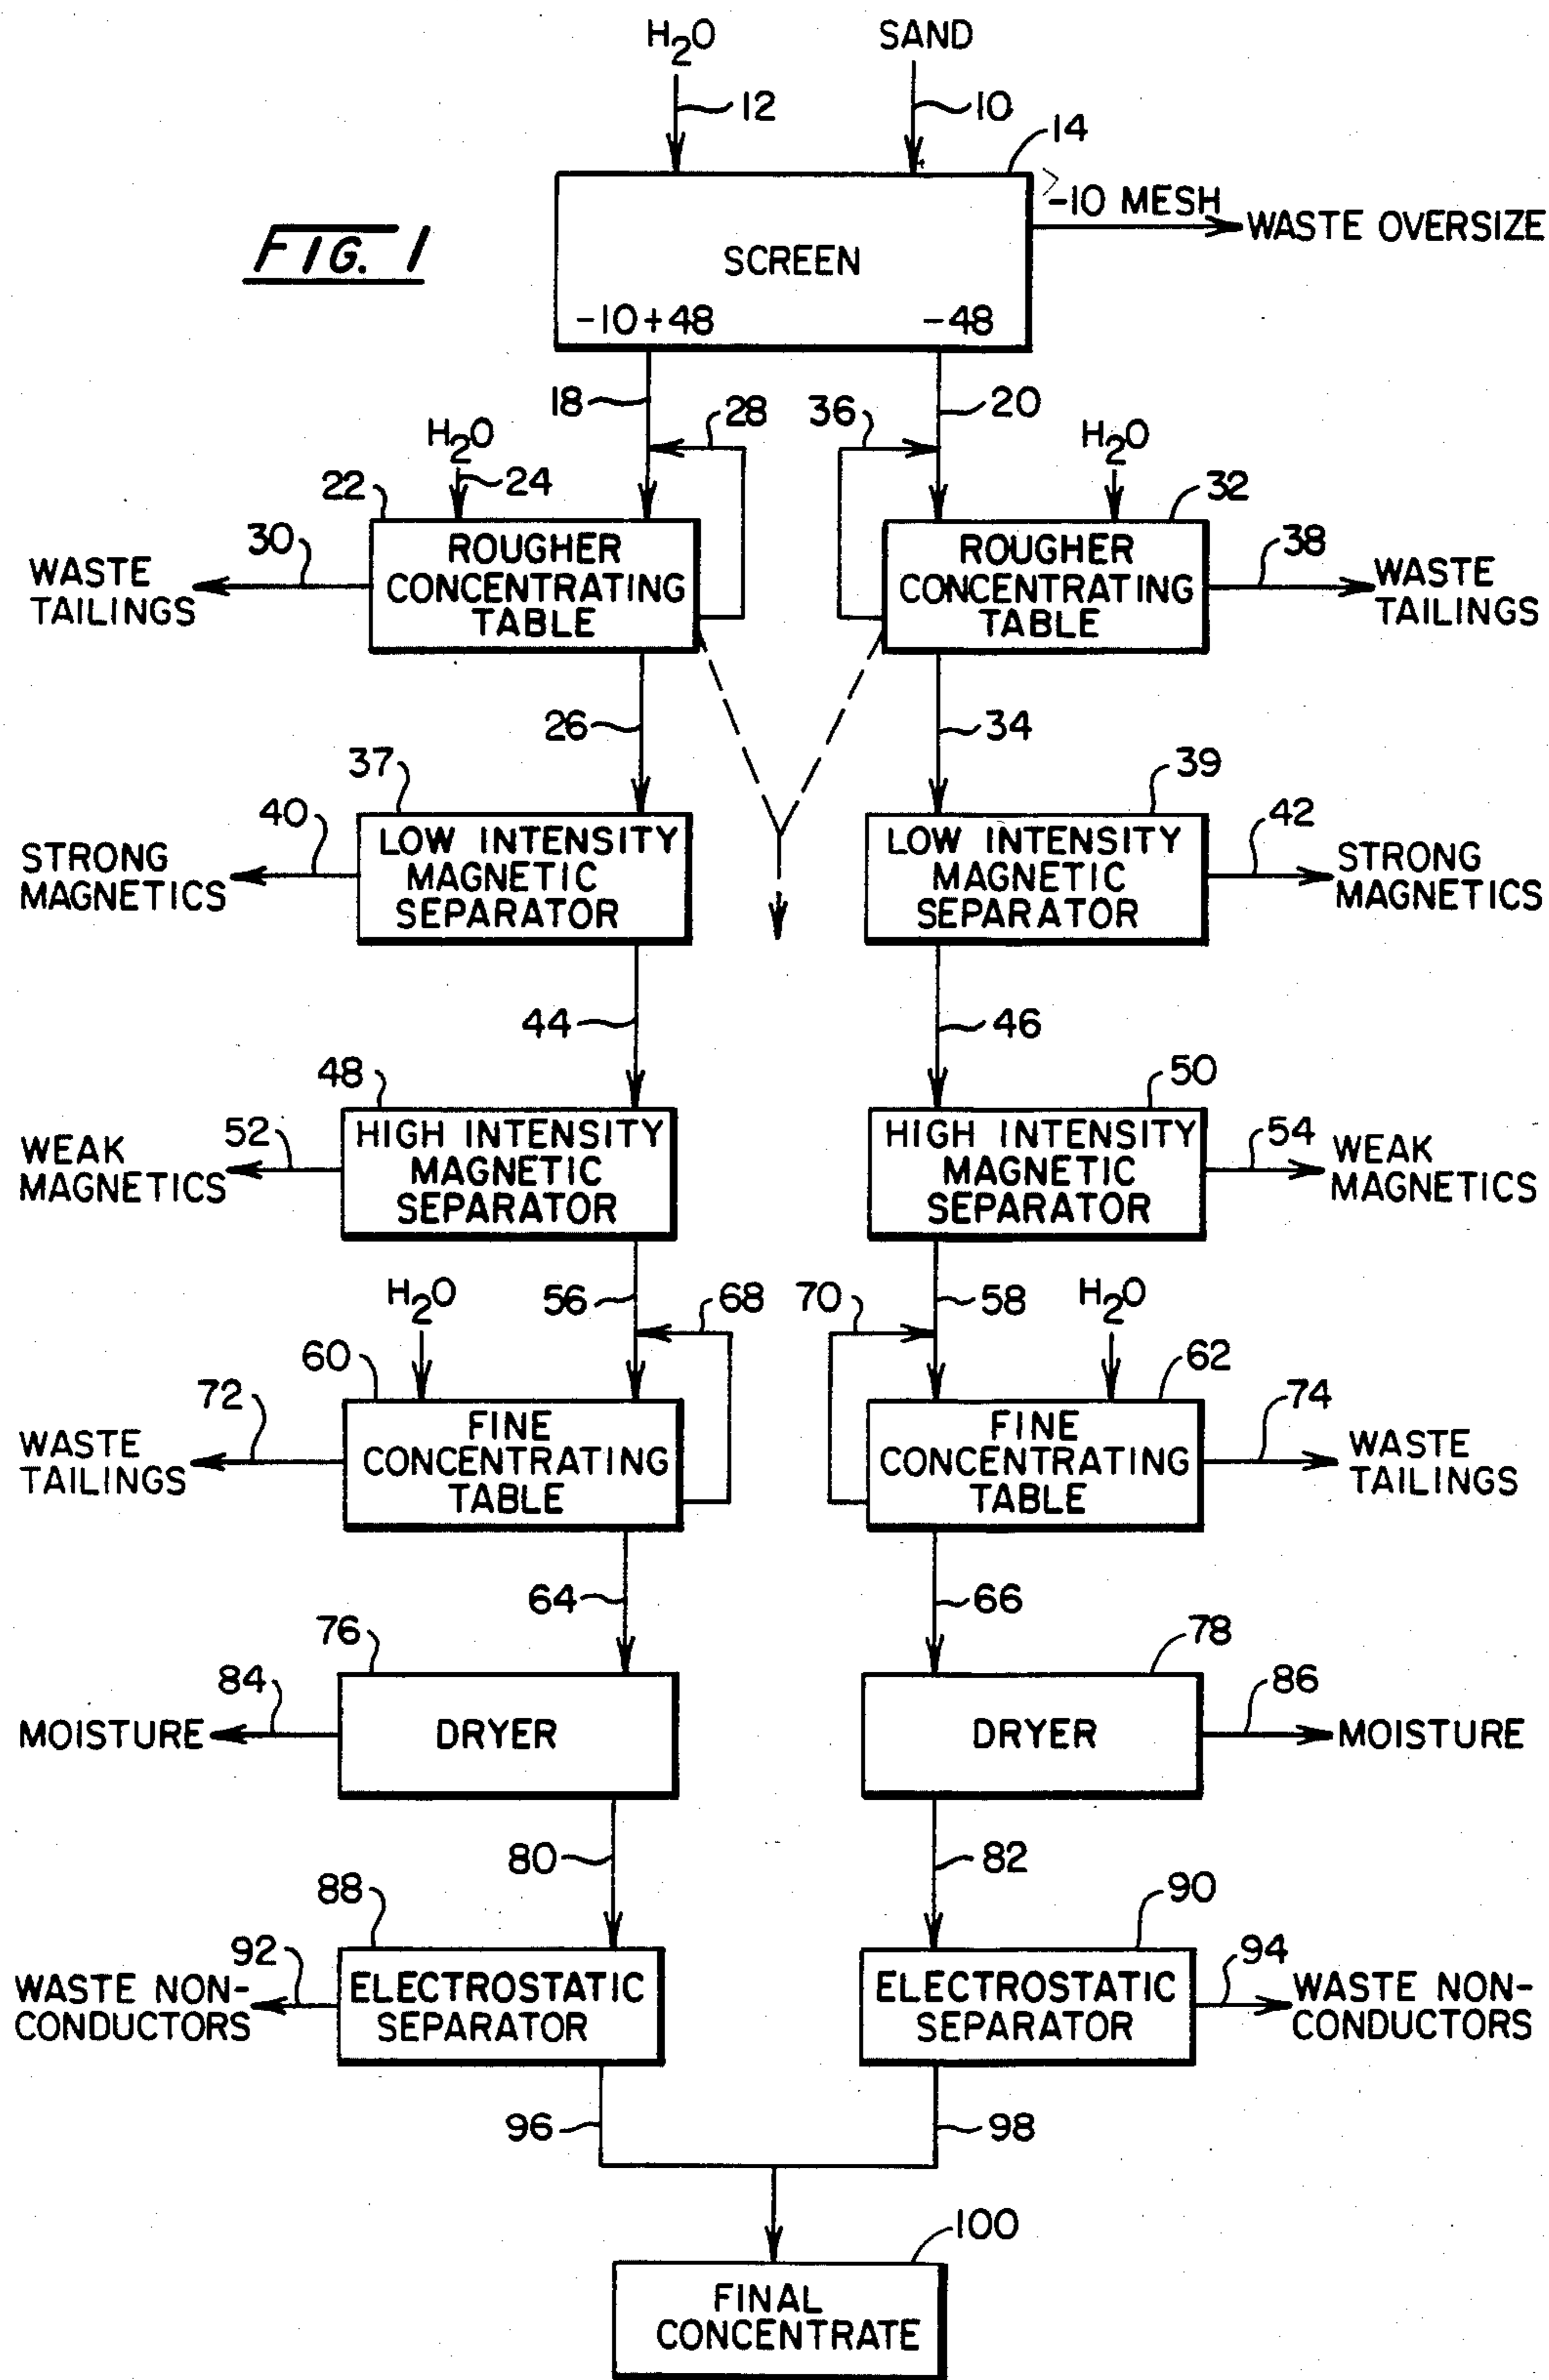 H2O
SAND
12
10
14
>-10 MESH
WASTE OVERSIZE
FIG. 1
SCREEN
-10+48
-48
18
28
36
20
H2O
24
H2O
22
32
30
ROUGHER
CONCENTRATING
TABLE
ROUGHER
CONCENTRATING
TABLE
38
WASTE
TAILINGS
WASTE
TAILINGS
26
34
37
39
40
LOW INTENSITY
MAGNETIC
SEPARATOR
LOW INTENSITY
MAGNETIC
SEPARATOR
42
STRONG
MAGNETICS
STRONG
MAGNETICS
44
46
48
50
52
HIGH INTENSITY
MAGNETIC
SEPARATOR
HIGH INTENSITY
MAGNETIC
SEPARATOR
54
WEAK
MAGNETICS
WEAK
MAGNETICS
H2O
56
68
70
58
H2O
60
62
72
FINE
CONCENTRATING
TABLE
FINE
CONCENTRATING
TABLE
74
WASTE
TAILINGS
WASTE
TAILINGS
64
66
76
78
84
86
MOISTURE
DRYER
DRYER
MOISTURE
80
82
88
90
92
94
WASTE NON-
CONDUCTORS
ELECTROSTATIC
SEPARATOR
ELECTROSTATIC
SEPARATOR
WASTE NON-
CONDUCTORS
96
98
100
FINAL
CONCENTRATE